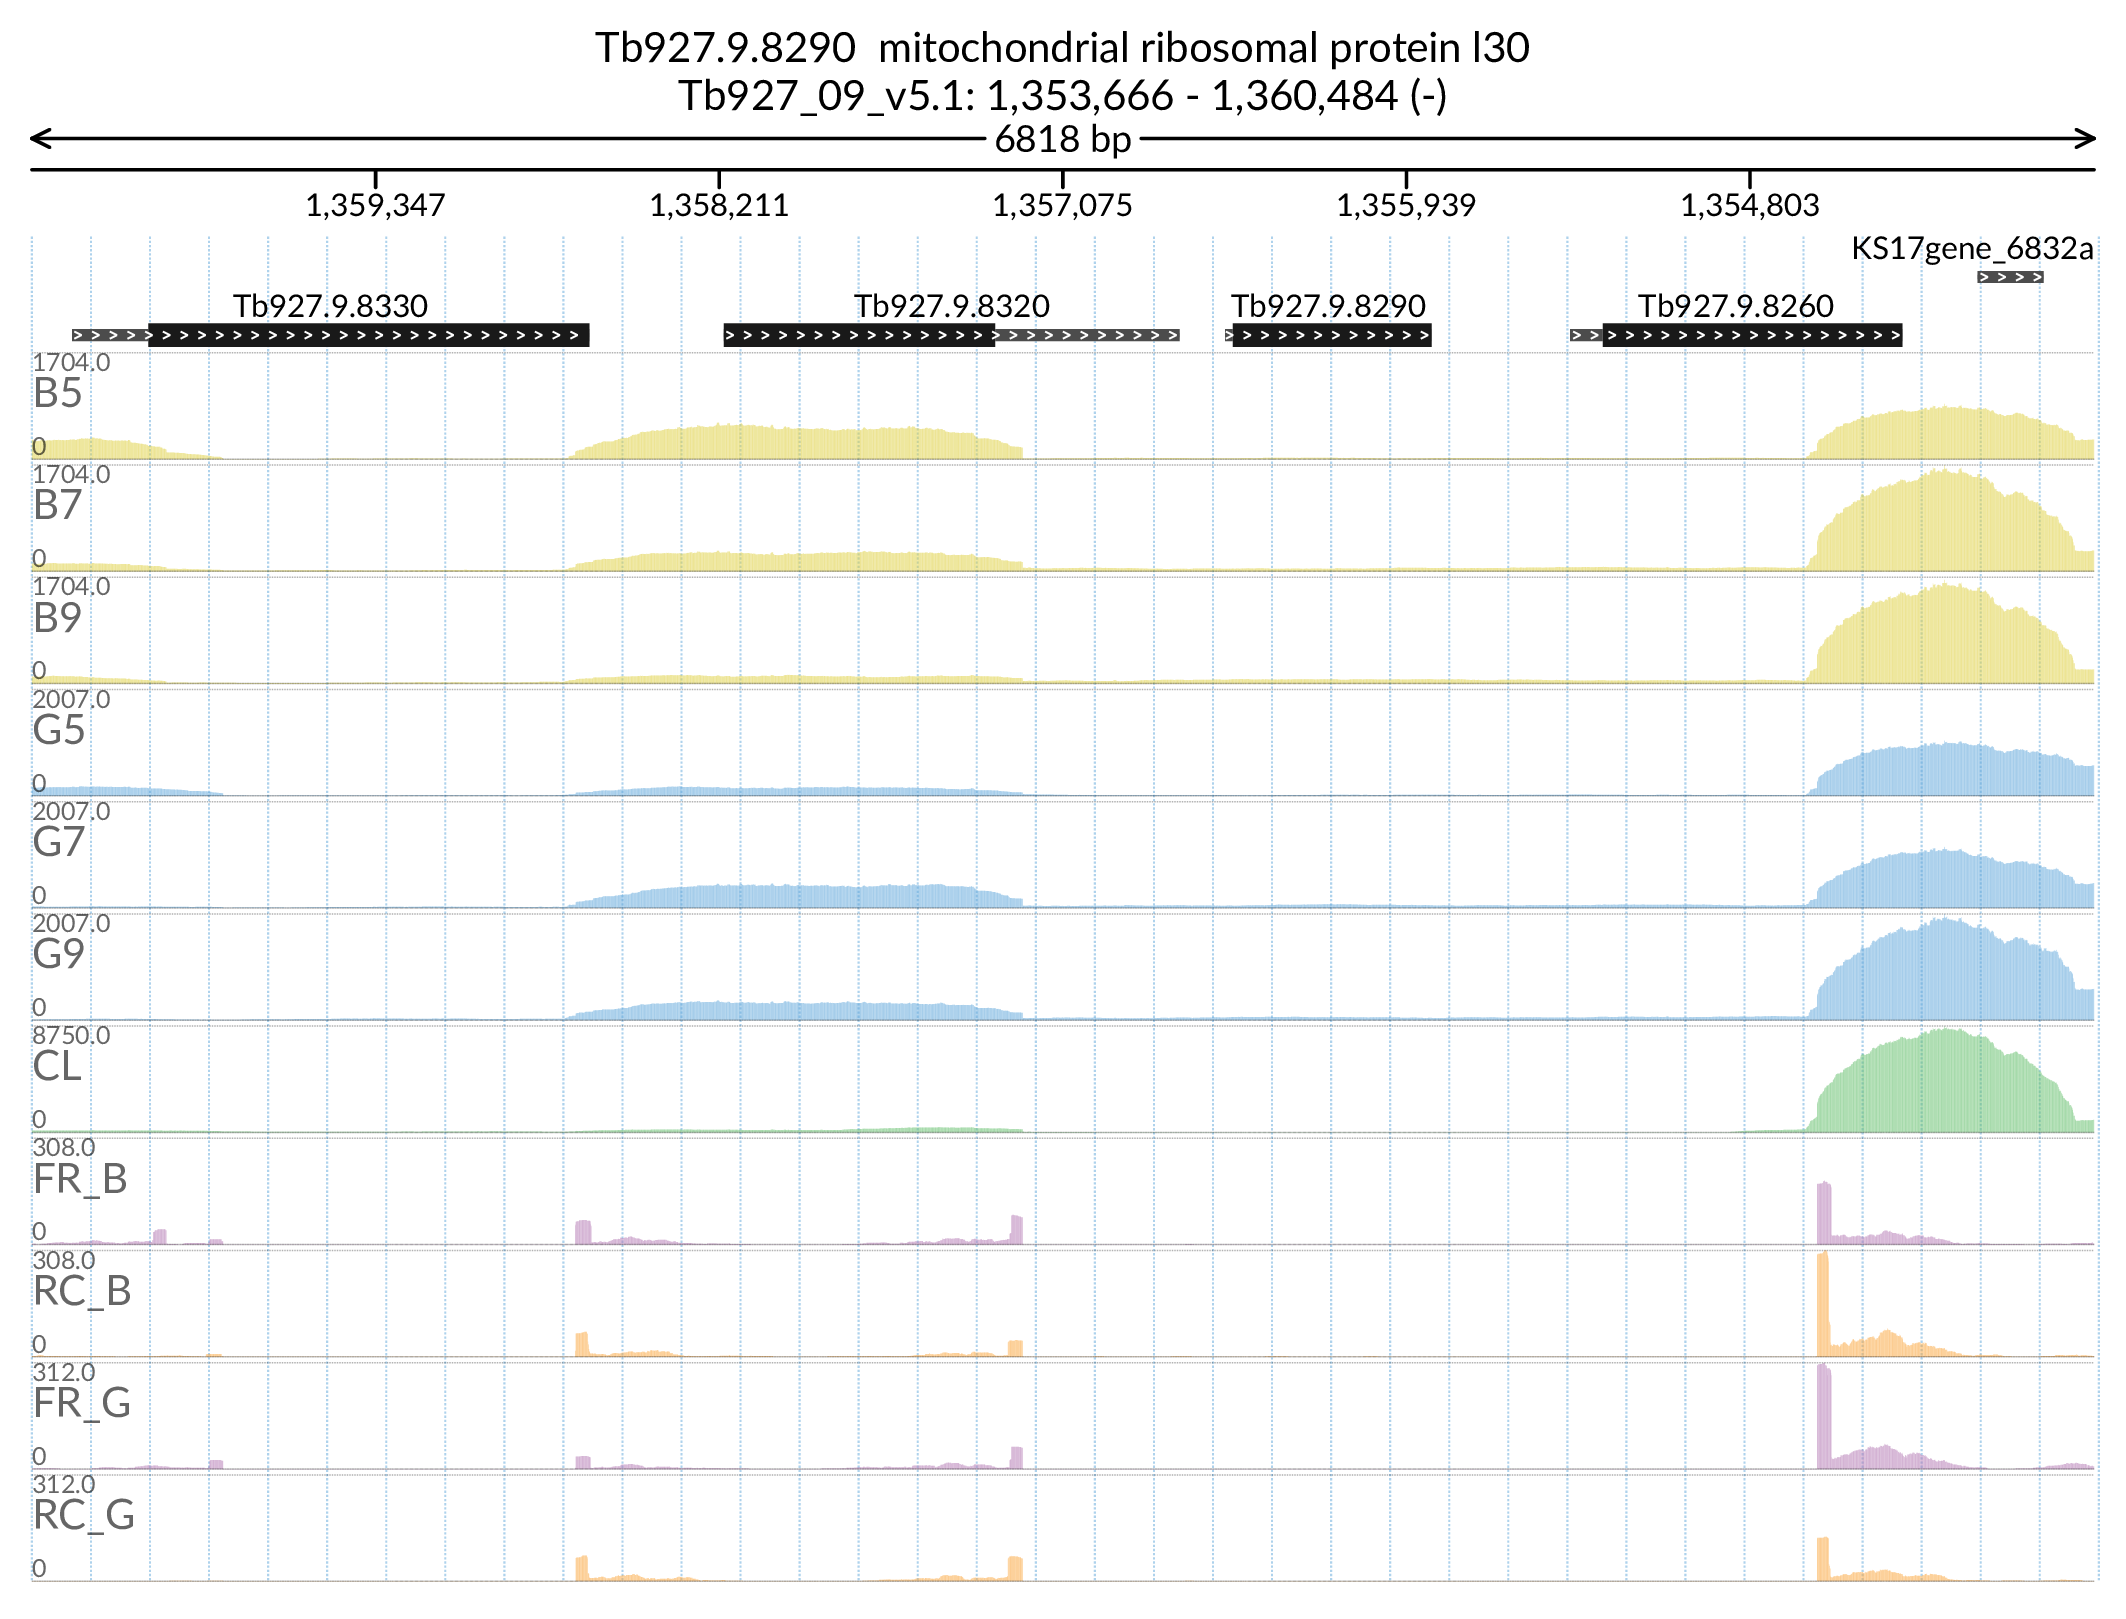 Tb927.9.8290  mitochondrial ribosomal protein l30
Tb927_09_v5.1: 1,353,666 - 1,360,484 (-)
6818 bp
1,359,347 1,358,211 1,357,075 1,355,939 1,354,803
KS17gene_6832a
Tb927.9.8330 Tb927.9.8320 Tb927.9.8290 Tb927.9.8260
1704.0
B5
0
1704.0
B7
0
1704.0
B9
0
2007.0
G5
0
2007.0
G7
0
2007.0
G9
0
8750.0
CL
0
308.0
FR_B
0
308.0
RC_B
0
312.0
FR_G
0
312.0
RC_G
0